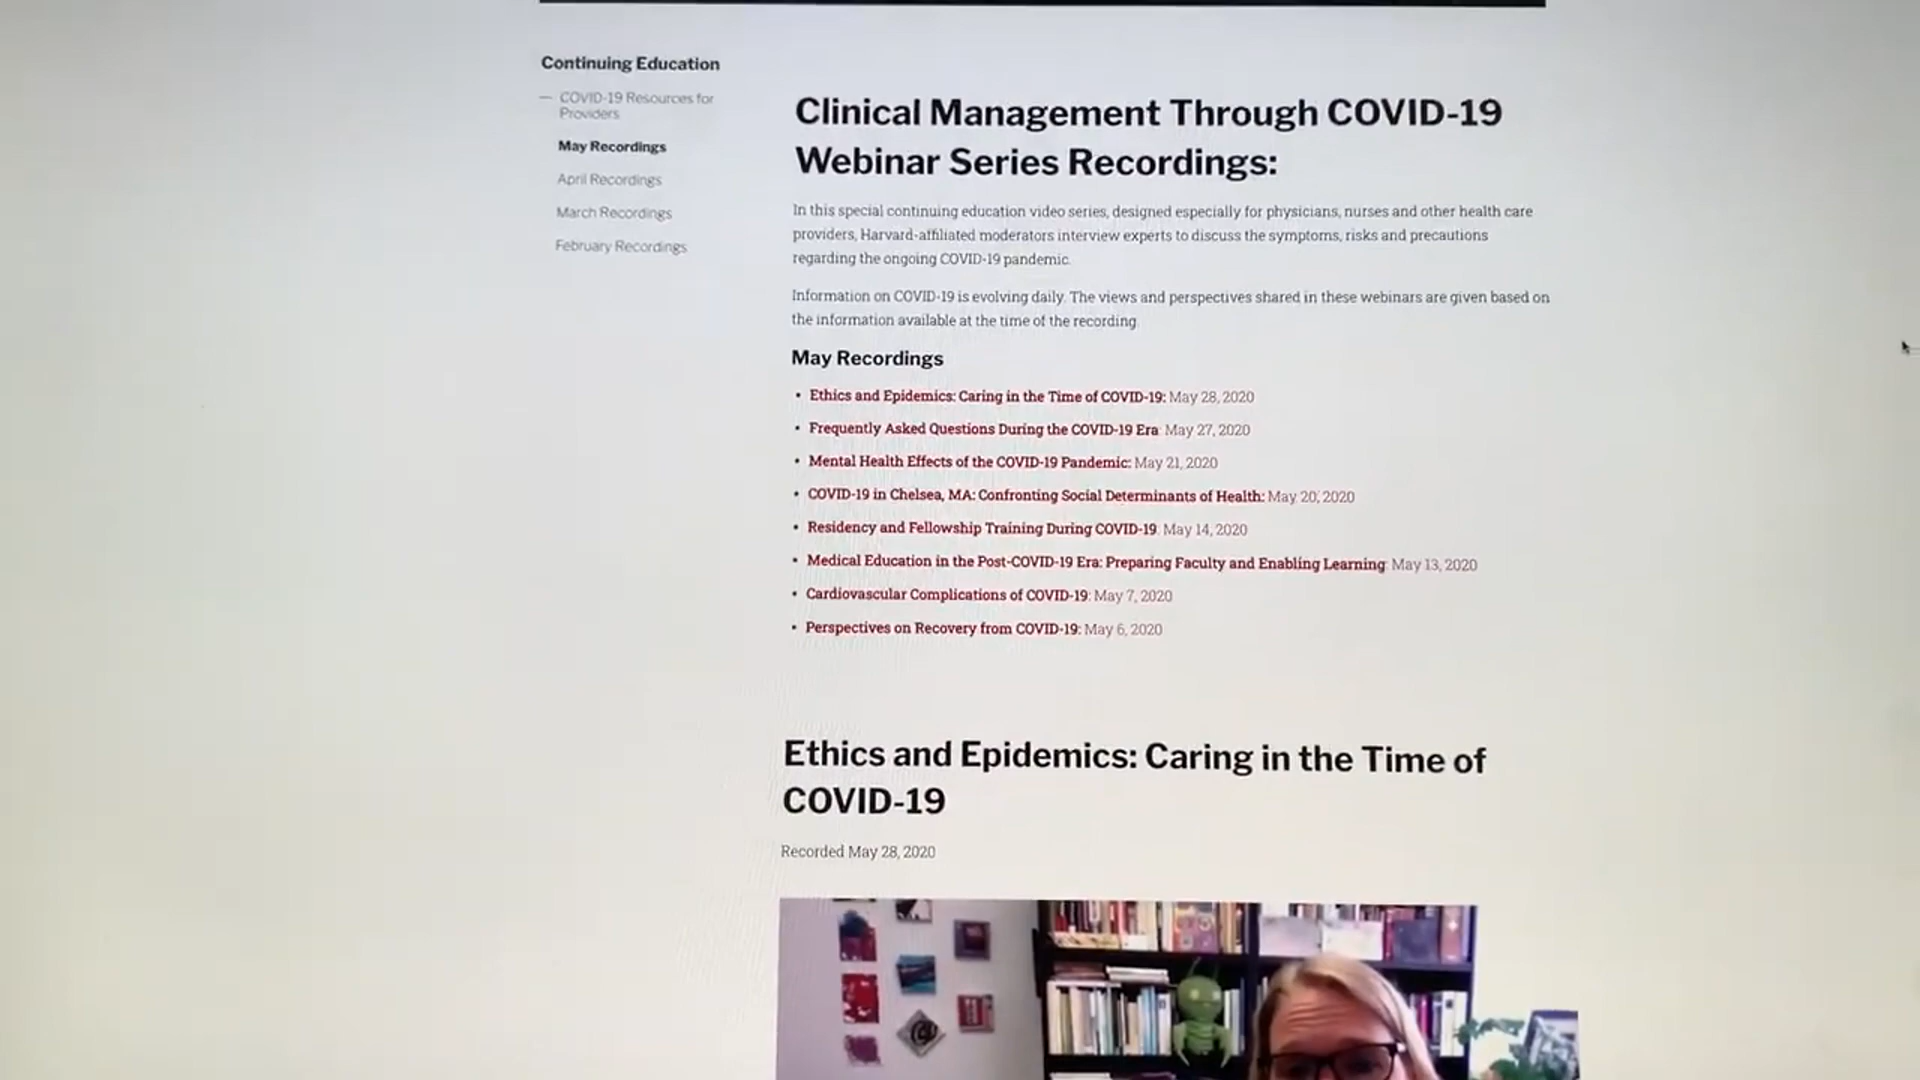 Continuing Education
— COVID-19 Resources for
Providers
May Recordings
April Recordings
March Recordings
February Recordings
Clinical Management Through COVID-19
Webinar Series Recordings:
In this special continuing education video series, designed especially for physicians, nurses and other health care
providers, Harvard-affiliated moderators interview experts to discuss the symptoms, risks and precautions
regarding the ongoing COVID-19 pandemic.
Information on COVID-19 is evolving daily. The views and perspectives shared in these webinars are given based on
the information available at the time of the recording.
May Recordings
• Ethics and Epidemics: Caring in the Time of COVID-19: May 28, 2020
• Frequently Asked Questions During the COVID-19 Era: May 27, 2020
• Mental Health Effects of the COVID-19 Pandemic: May 21, 2020
• COVID-19 in Chelsea, MA: Confronting Social Determinants of Health: May 20, 2020
• Residency and Fellowship Training During COVID-19: May 14, 2020
• Medical Education in the Post-COVID-19 Era: Preparing Faculty and Enabling Learning: May 13, 2020
• Cardiovascular Complications of COVID-19: May 7, 2020
• Perspectives on Recovery from COVID-19: May 6, 2020
Ethics and Epidemics: Caring in the Time of
COVID-19
Recorded May 28, 2020